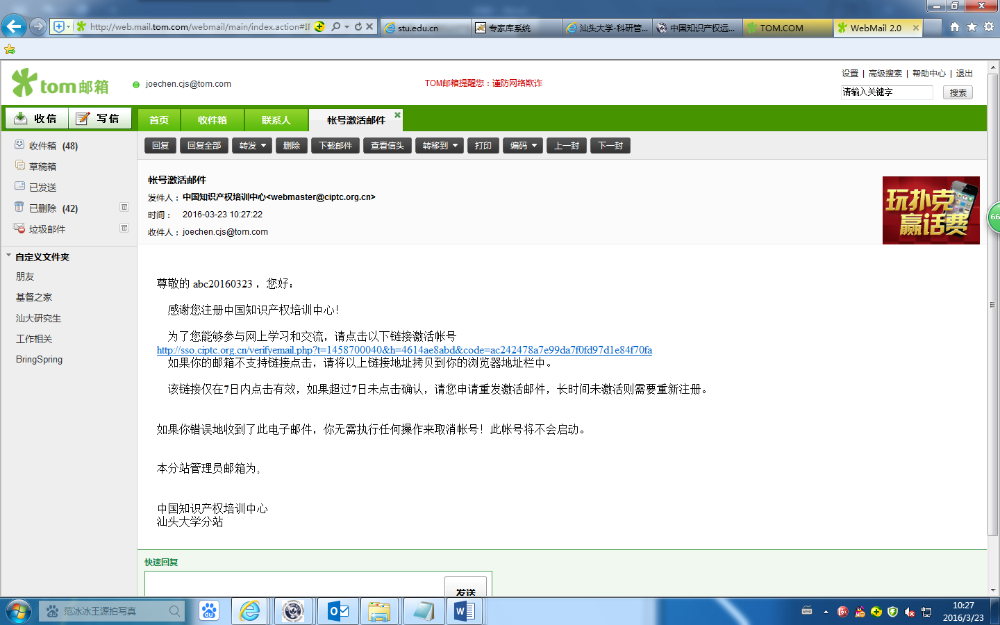 http://web.mail.tom.com/webmail/main/index.action#I
stu.edu.cn
专家库系统
汕头大学-科研管...
中国知识产权远...
TOM.COM
WebMail 2.0
tom邮箱
joechen.cjs@tom.com
TOM邮箱提醒您：谨防网络欺诈
设置 | 高级搜索 | 帮助中心 | 退出
请输入关键字
搜索
收信
写信
首页
收件箱
联系人
帐号激活邮件
收件箱 (48)
草稿箱
已发送
已删除 (42)
垃圾邮件
自定义文件夹
朋友
基督之家
汕大研究生
工作相关
BringSpring
回复
回复全部
转发
删除
下载邮件
查看信头
转移到
打印
编码
上一封
下一封
帐号激活邮件
发件人：中国知识产权培训中心<webmaster@ciptc.org.cn>
时间： 2016-03-23 10:27:22
收件人：joechen.cjs@tom.com
玩扑克
赢话费
66
尊敬的 abc20160323 ，您好：
感谢您注册中国知识产权培训中心！
为了您能够参与网上学习和交流，请点击以下链接激活帐号
http://sso.ciptc.org.cn/verifyemail.php?t=1458700040&h=4614ae8abd&code=ac242478a7e99da7f0fd97d1e84f70fa
如果你的邮箱不支持链接点击，请将以上链接地址拷贝到你的浏览器地址栏中。
该链接仅在7日内点击有效，如果超过7日未点击确认，请您申请重发激活邮件，长时间未激活则需要重新注册。
如果你错误地收到了此电子邮件，你无需执行任何操作来取消帐号！此帐号将不会启动。
本分站管理员邮箱为。
中国知识产权培训中心
汕头大学分站
快速回复
发送
范冰冰王源拍写真
10:27
2016/3/23